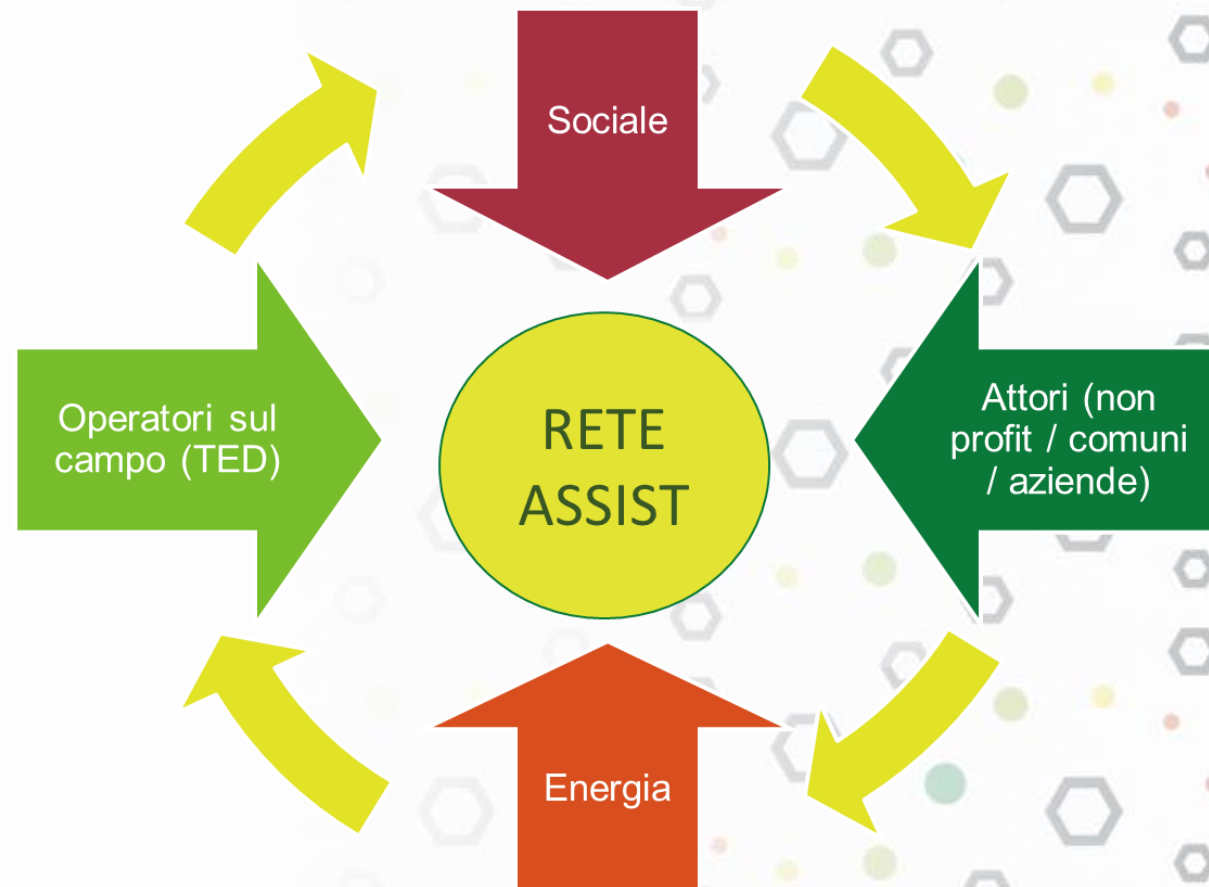 Sociale
Operatori sul
campo (TED)
RETE
ASSIST
Attori (non
profit / comuni
/ aziende)
Energia